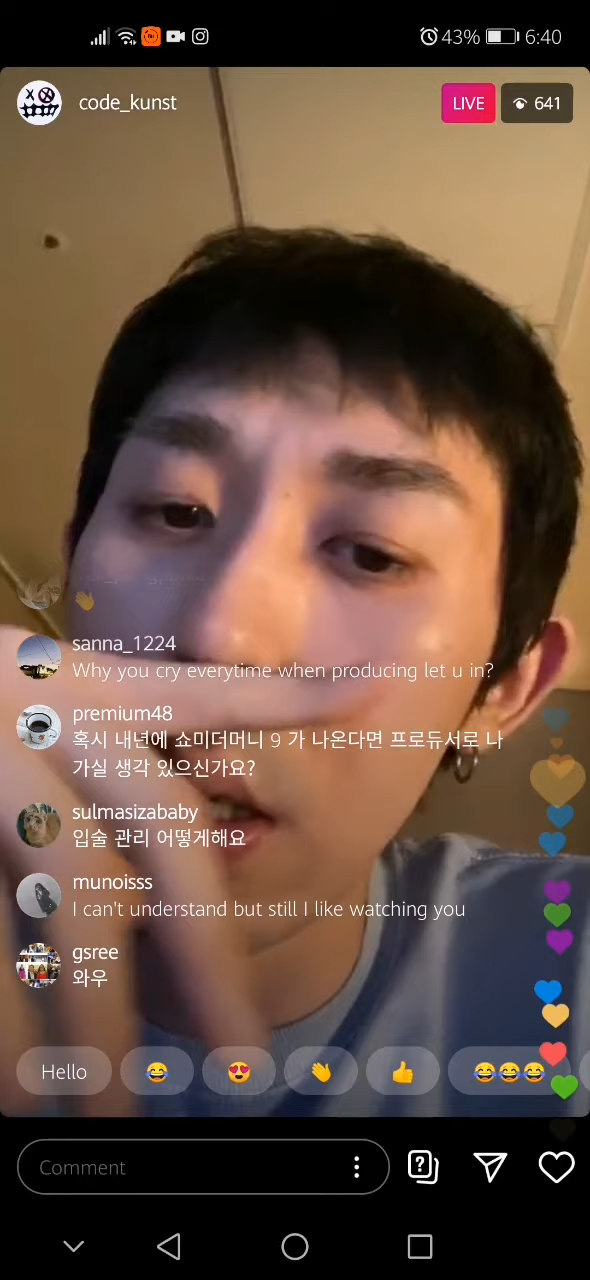 43% 6:40
code_kunst LIVE 641
sanna_1224
Why you cry everytime when producing let u in?
premium48
혹시 내년에 쇼미더머니 9 가 나온다면 프로듀서로 나
가실 생각 있으신가요?
sulmasizababy
입술 관리 어떻게해요
munoisss
I can't understand but still I like watching you
gsree
와우
Hello
Comment